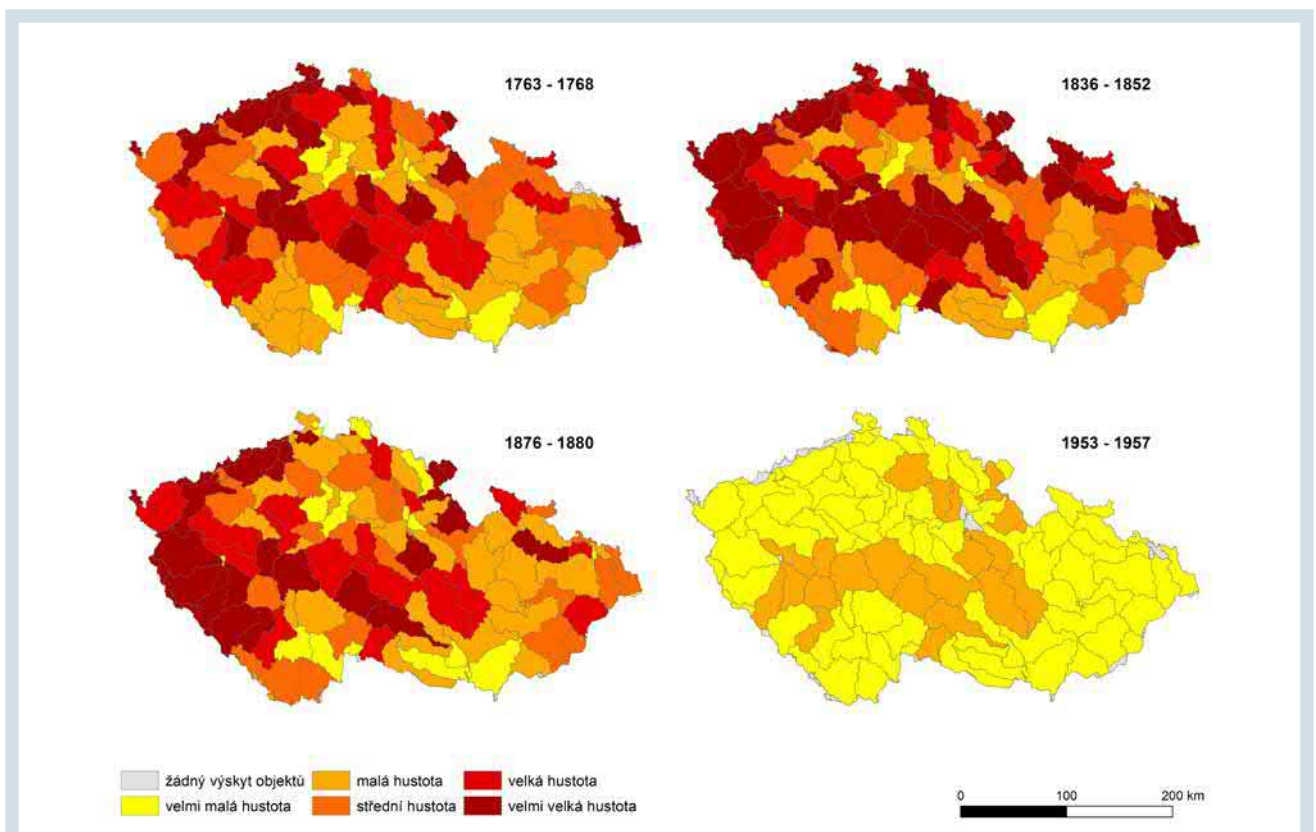 1763 - 1768
1836 - 1852
1876 - 1880
1953 - 1957
žádný výskyt objektů
malá hustota
velká hustota
velmi malá hustota
střední hustota
velmi velká hustota
0 100 200 km